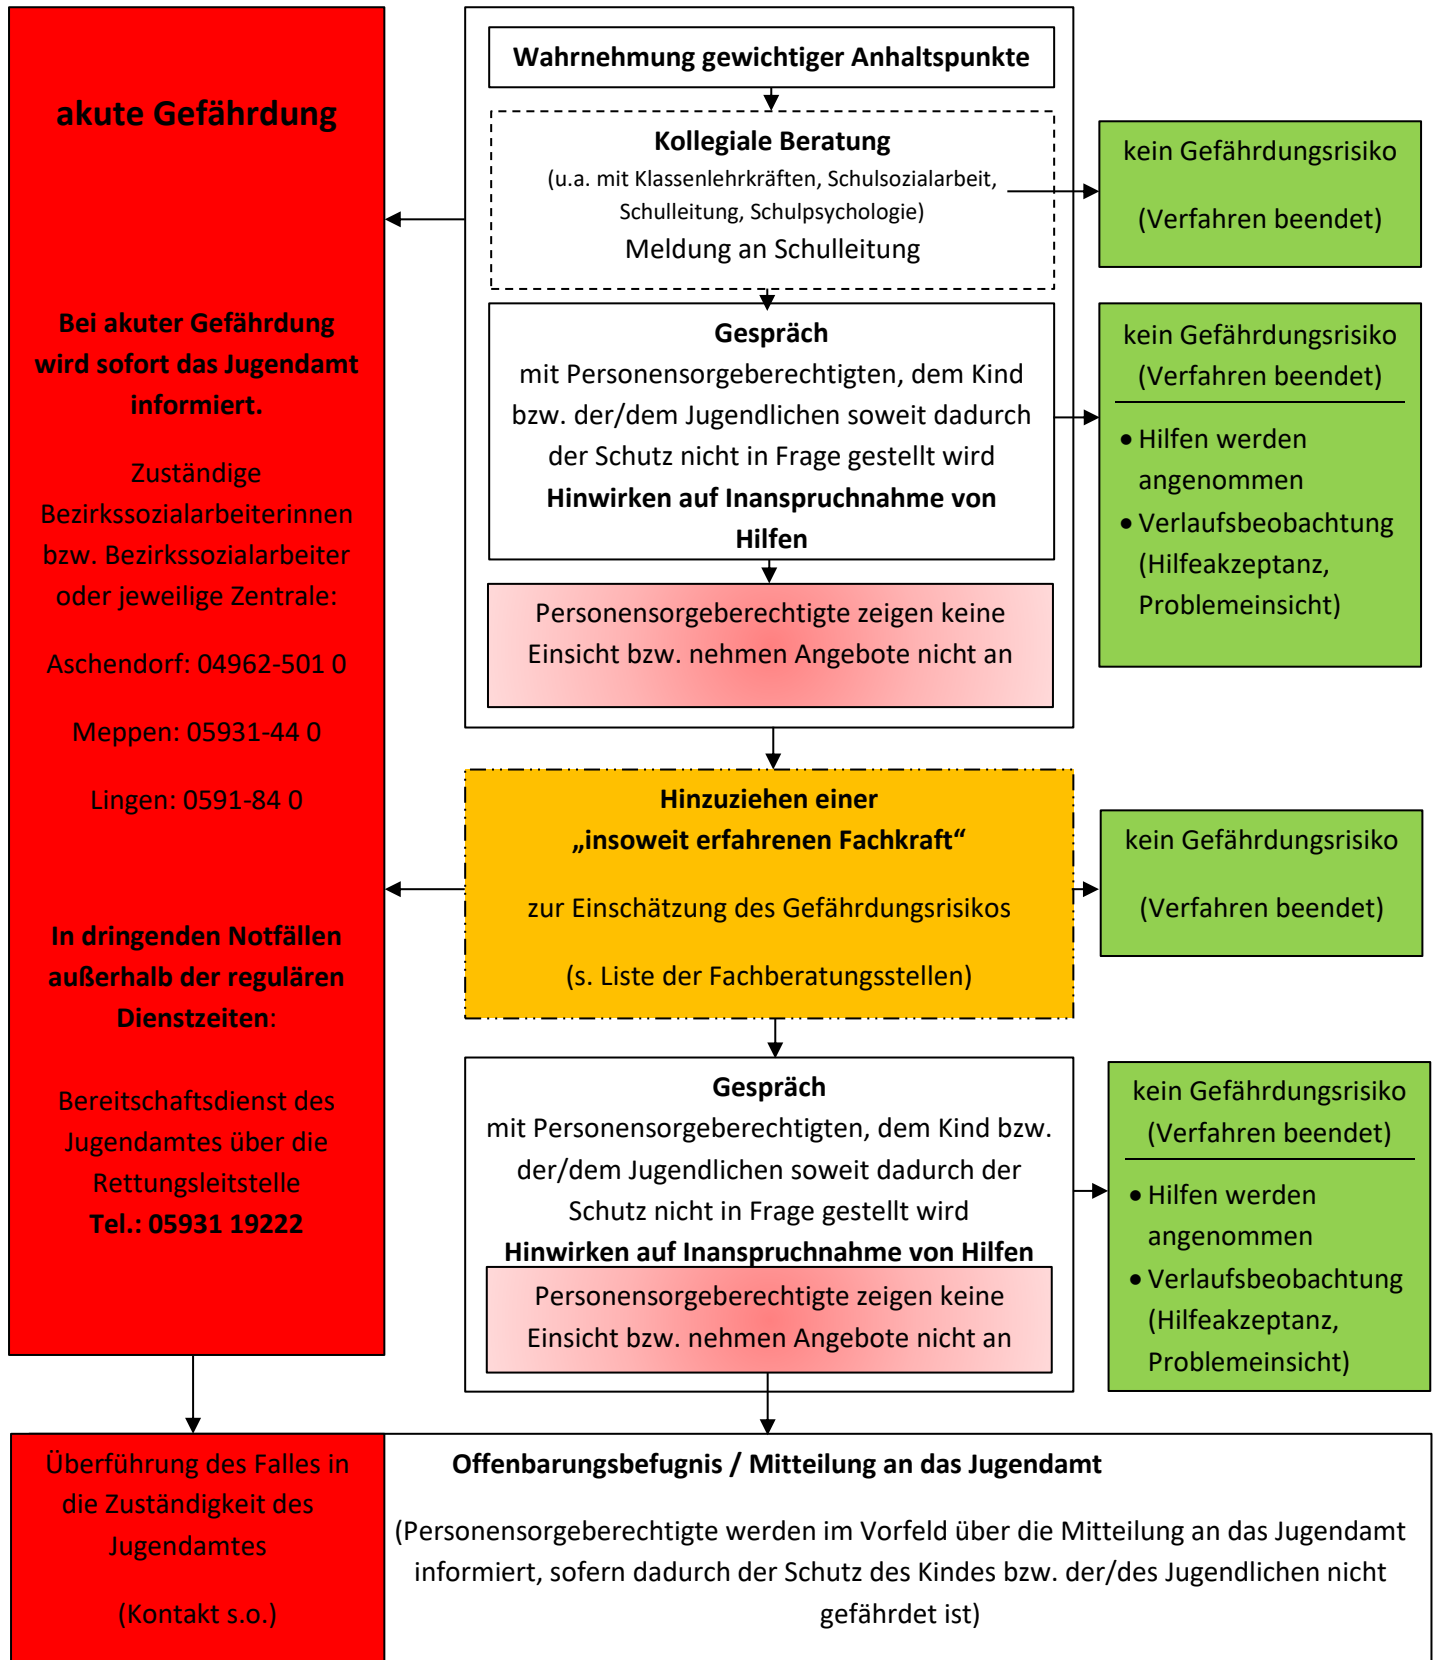 akute Gefährdung
Bei akuter Gefährdung
wird sofort das Jugendamt
informiert.
Zuständige
Bezirkssozialarbeiterinnen
bzw. Bezirkssozialarbeiter
oder jeweilige Zentrale:
Aschendorf: 04962-501 0
Meppen: 05931-44 0
Lingen: 0591-84 0
In dringenden Notfällen
außerhalb der regulären
Dienstzeiten:
Bereitschaftsdienst des
Jugendamtes über die
Rettungsleitstelle
Tel.: 05931 19222
Wahrnehmung gewichtiger Anhaltspunkte
Kollegiale Beratung
(u.a. mit Klassenlehrkräften, Schulsozialarbeit,
Schulleitung, Schulpsychologie)
Meldung an Schulleitung
kein Gefährdungsrisiko
(Verfahren beendet)
Gespräch
mit Personensorgeberechtigten, dem Kind
bzw. der/dem Jugendlichen soweit dadurch
der Schutz nicht in Frage gestellt wird
Hinwirken auf Inanspruchnahme von
Hilfen
kein Gefährdungsrisiko
(Verfahren beendet)
• Hilfen werden
angenommen
• Verlaufsbeobachtung
(Hilfeakzeptanz,
Problemeinsicht)
Personensorgeberechtigte zeigen keine
Einsicht bzw. nehmen Angebote nicht an
Hinzuziehen einer
„insoweit erfahrenen Fachkraft“
zur Einschätzung des Gefährdungsrisikos
(s. Liste der Fachberatungsstellen)
kein Gefährdungsrisiko
(Verfahren beendet)
Gespräch
mit Personensorgeberechtigten, dem Kind bzw.
der/dem Jugendlichen soweit dadurch der
Schutz nicht in Frage gestellt wird
Hinwirken auf Inanspruchnahme von Hilfen
Personensorgeberechtigte zeigen keine
Einsicht bzw. nehmen Angebote nicht an
kein Gefährdungsrisiko
(Verfahren beendet)
• Hilfen werden
angenommen
• Verlaufsbeobachtung
(Hilfeakzeptanz,
Problemeinsicht)
Überführung des Falles in
die Zuständigkeit des
Jugendamtes
(Kontakt s.o.)
Offenbarungsbefugnis / Mitteilung an das Jugendamt
(Personensorgeberechtigte werden im Vorfeld über die Mitteilung an das Jugendamt
informiert, sofern dadurch der Schutz des Kindes bzw. der/des Jugendlichen nicht
gefährdet ist)